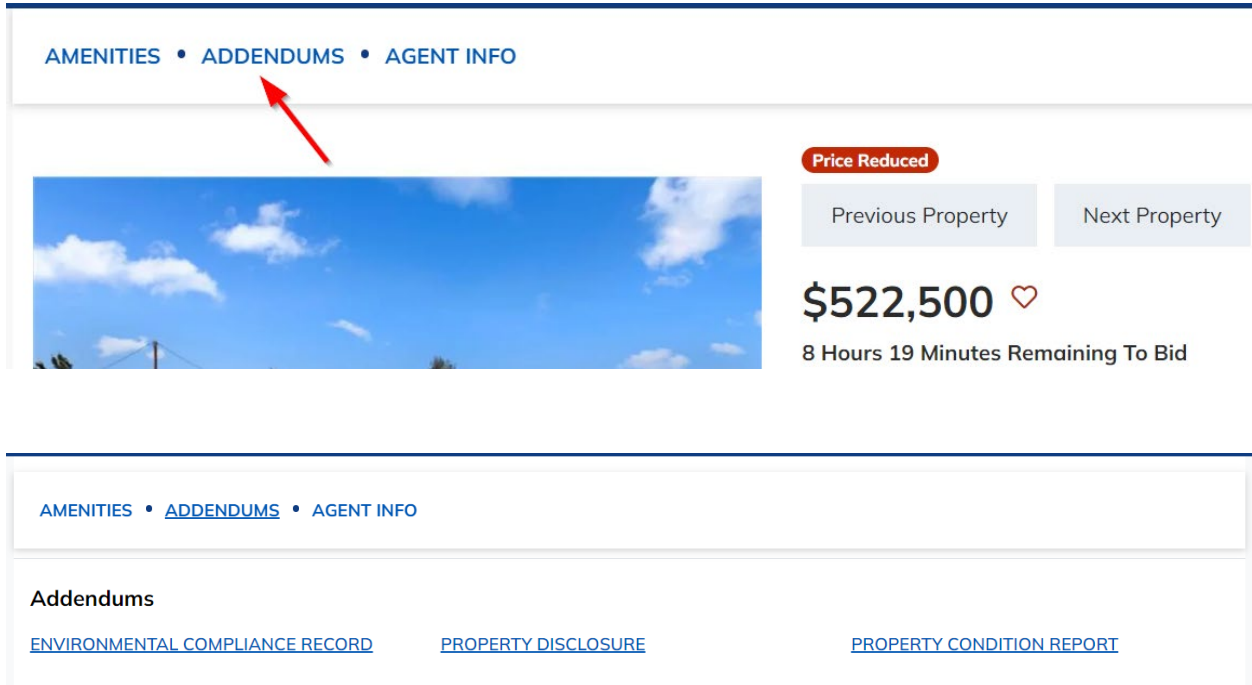 AMENITIES • ADDENDUMS • AGENT INFO
Price Reduced
Previous Property Next Property
$522,500
8 Hours 19 Minutes Remaining To Bid
AMENITIES • ADDENDUMS • AGENT INFO
Addendums
ENVIRONMENTAL COMPLIANCE RECORD PROPERTY DISCLOSURE PROPERTY CONDITION REPORT